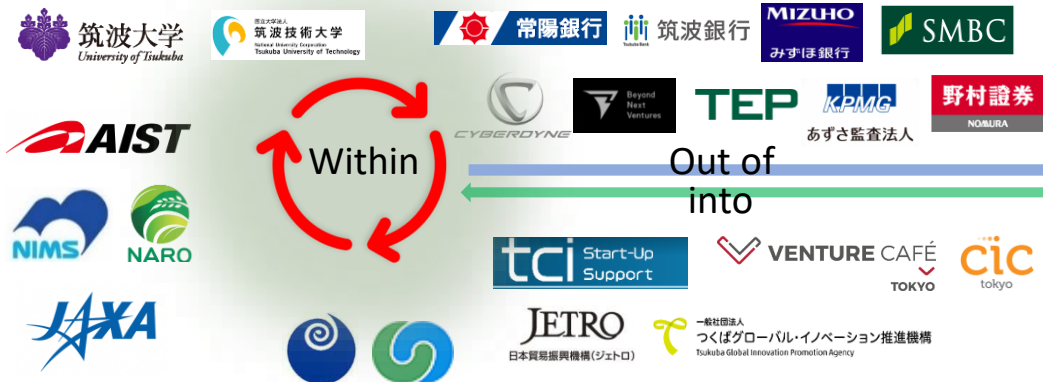 筑波大学
University of Tsukuba
国立大学法人
筑波技術大学
National University Corporation
Tsukuba University of Technology
常陽銀行
Tsukuba Bank
筑波銀行
MIZUHO
みずほ銀行
SMBC
CYBERDYNE
Beyond
Next
Ventures
TEP
KPMG
あずさ監査法人
野村證券
NOMURA
AIST
Within
Out of
into
NIMS
NARO
tci Start-Up
Support
VENTURE CAFÉ
TOKYO
cic
tokyo
JAXA
JETRO
日本貿易振興機構(ジェトロ)
一般社団法人
つくばグローバル・イノベーション推進機構
Tsukuba Global Innovation Promotion Agency